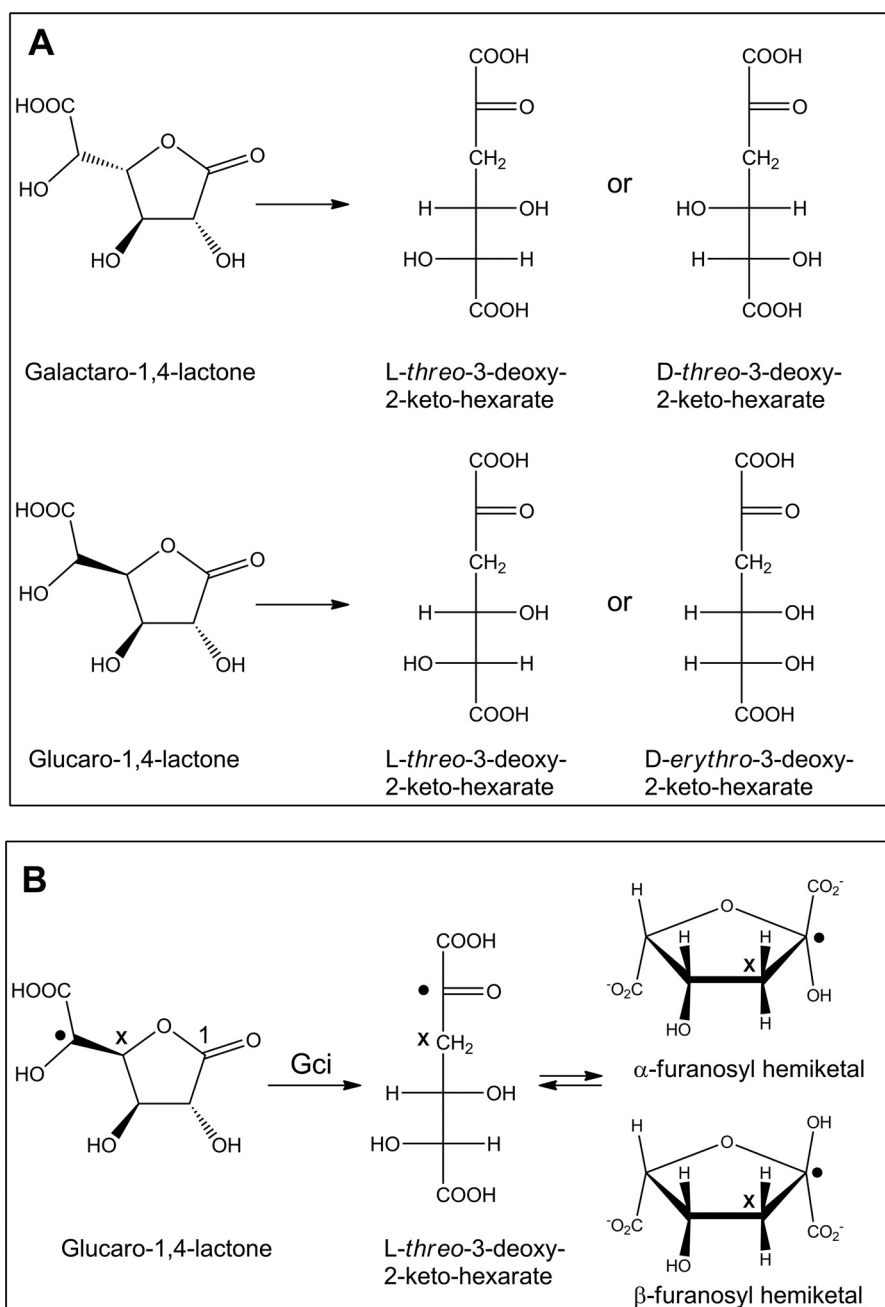 A
HOOC
HO
O
O
HO
OH
COOH
O
CH2
H
OH
HO
H
COOH
or
COOH
O
CH2
HO
H
H
OH
COOH
Galactaro-1,4-lactone
L-threo-3-deoxy-
2-keto-hexarate
D-threo-3-deoxy-
2-keto-hexarate
HOOC
HO
O
O
HO
OH
COOH
O
CH2
H
OH
HO
H
COOH
or
COOH
O
CH2
H
OH
H
OH
COOH
Glucaro-1,4-lactone
L-threo-3-deoxy-
2-keto-hexarate
D-erythro-3-deoxy-
2-keto-hexarate
B
HOOC
HO
X
O
1
O
HO
OH
Gci
COOH
O
X
CH2
H
OH
HO
H
COOH
H
O
CO2-
H
H
X
-O2C
HO
H
OH
α-furanosyl hemiketal
H
O
OH
H
H
X
-O2C
HO
H
CO2-
β-furanosyl hemiketal
Glucaro-1,4-lactone
L-threo-3-deoxy-
2-keto-hexarate